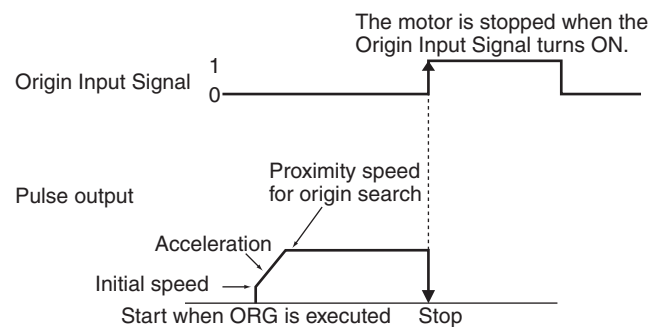 The motor is stopped when the
Origin Input Signal turns ON.
Origin Input Signal
1
0
Proximity speed
for origin search
Pulse output
Acceleration
Initial speed
Start when ORG is executed
Stop